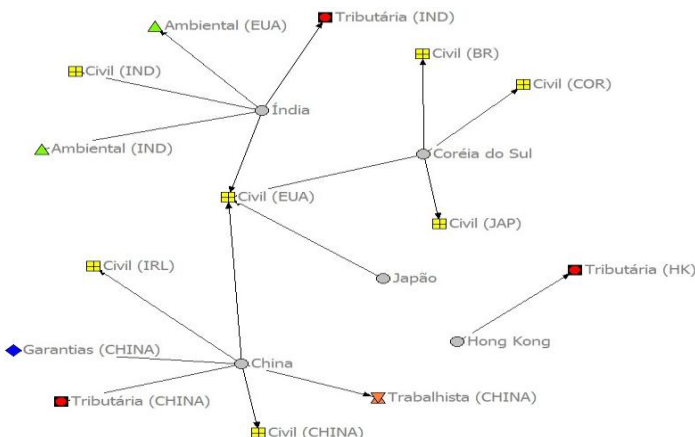 Tributária (IND)
Ambiental (EUA)
Civil (BR)
Civil (IND)
Civil (COR)
Índia
Ambiental (IND)
Coréia do Sul
Civil (EUA)
Civil (JAP)
Civil (IRL)
Tributária (HK)
Japão
Hong Kong
Garantias (CHINA)
China
Trabalhista (CHINA)
Tributária (CHINA)
Civil (CHINA)